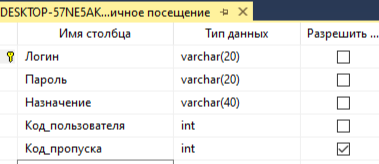 DESKTOP-57NE5AK...ичное посещение
Имя столбца Тип данных Разрешить ...
Логин varchar(20)
Пароль varchar(20)
Назначение varchar(40)
Код_пользователя int
Код_пропуска int